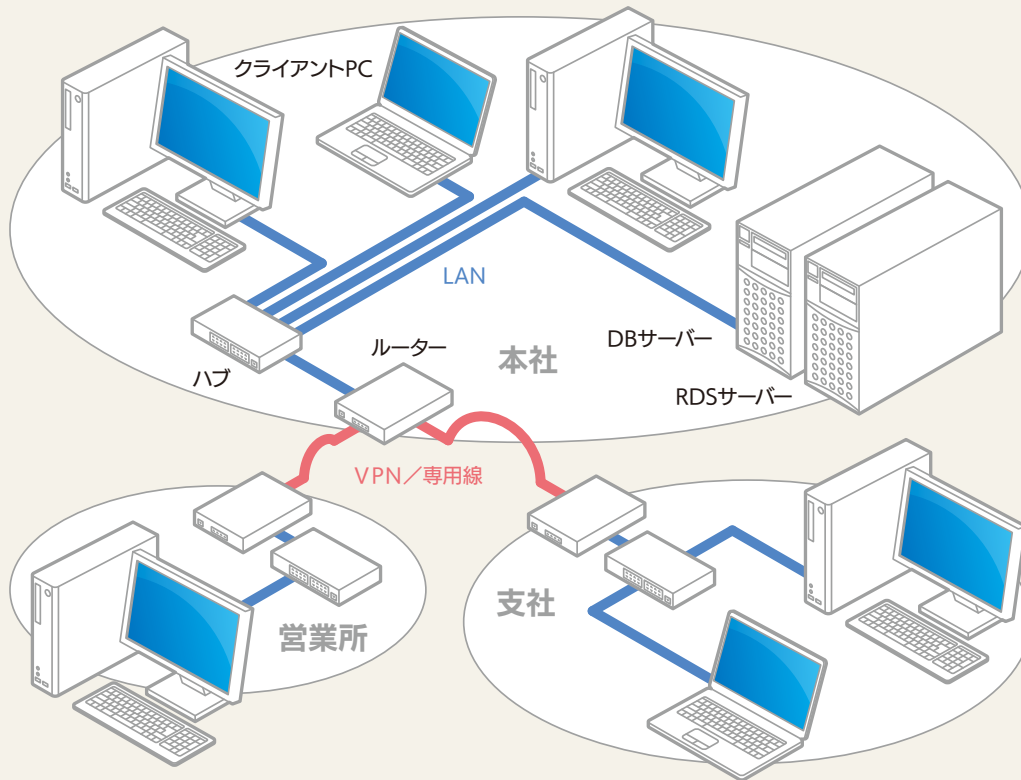 クライアントPC
LAN
DBサーバー
ルーター
本社
ハブ
RDSサーバー
VPN／専用線
営業所
支社